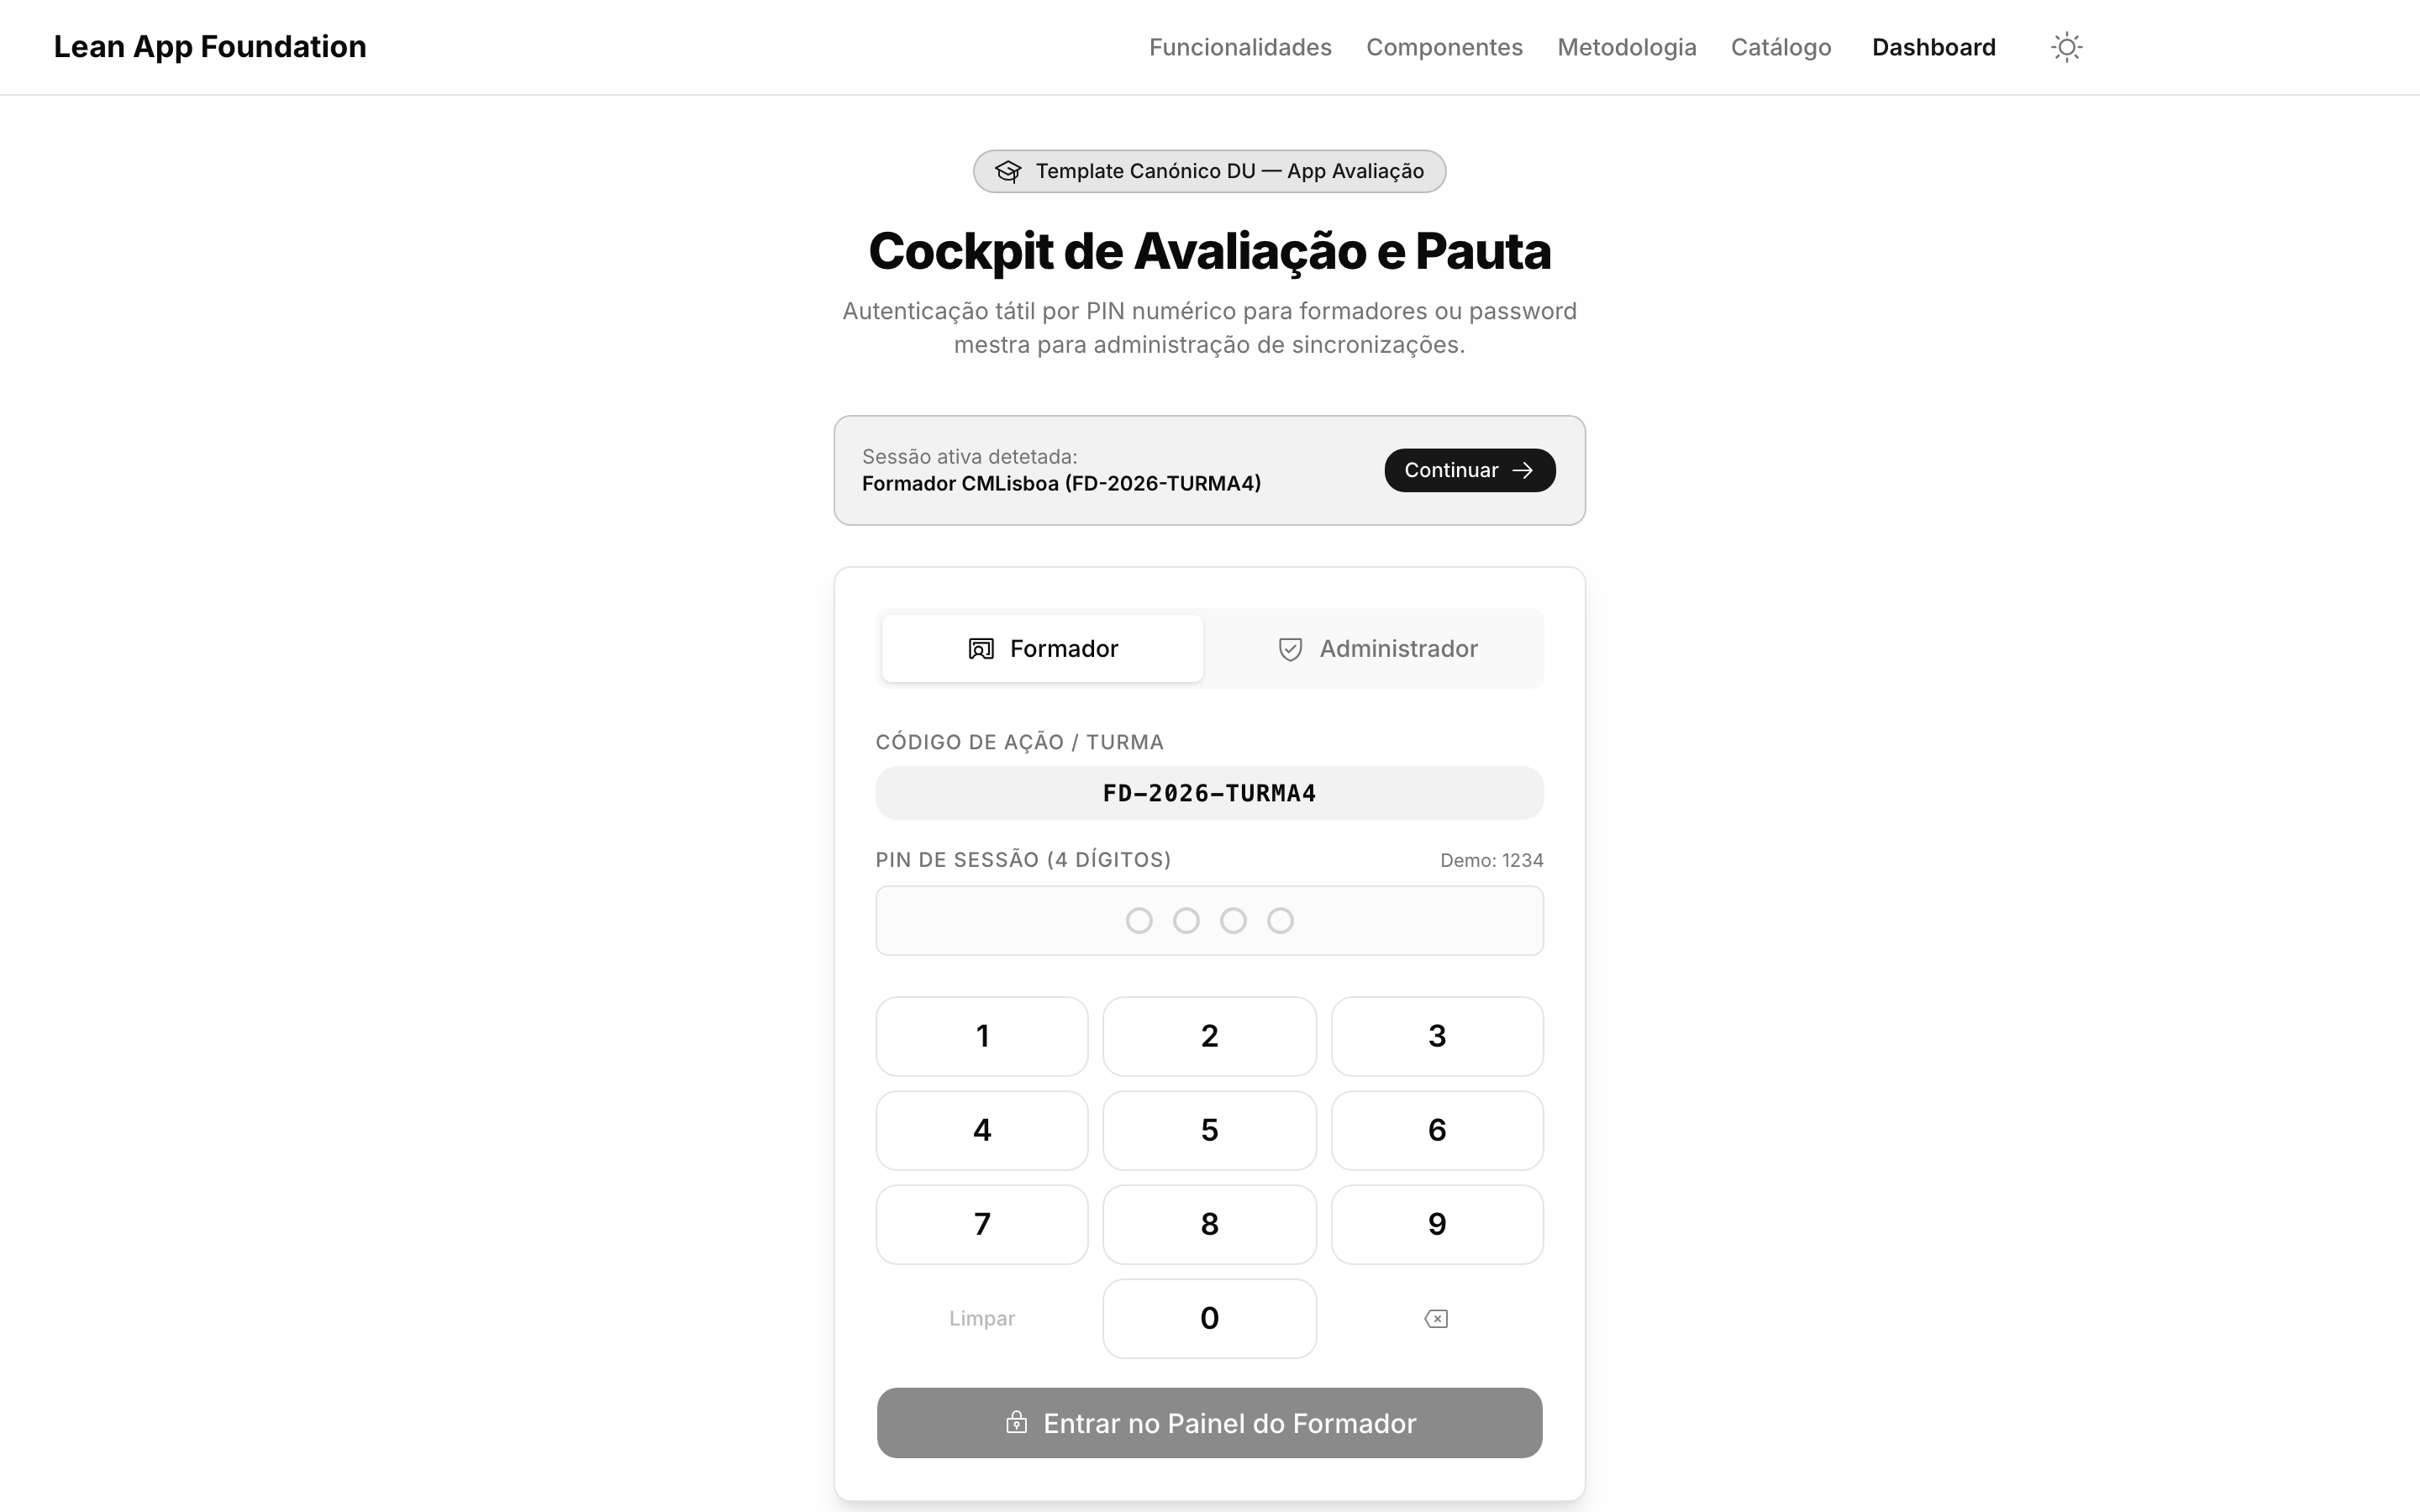 Lean App Foundation
Funcionalidades
Componentes
Metodologia
Catálogo
Dashboard
Template Canónico DU — App Avaliação
Cockpit de Avaliação e Pauta
Autenticação tátil por PIN numérico para formadores ou password
mestra para administração de sincronizações.
Sessão ativa detetada:
Formador CMLisboa (FD-2026-TURMA4)
Continuar
Formador
Administrador
CÓDIGO DE AÇÃO / TURMA
FD-2026-TURMA4
PIN DE SESSÃO (4 DÍGITOS)
Demo: 1234
1
2
3
4
5
6
7
8
9
Limpar
0
Entrar no Painel do Formador